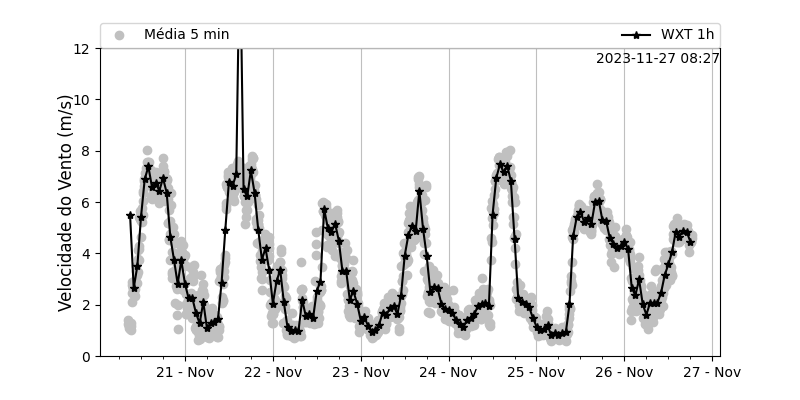 Média 5 min
WXT 1h
2023-11-27 08:27
Velocidade do Vento (m/s)
12
10
8
6
4
2
0
21 - Nov
22 - Nov
23 - Nov
24 - Nov
25 - Nov
26 - Nov
27 - Nov